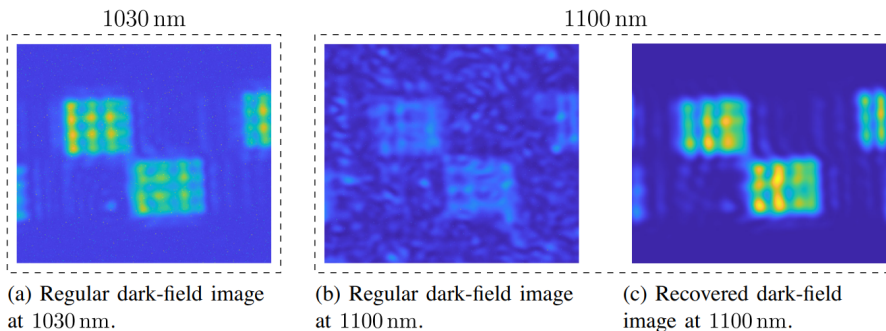 1030 nm
1100 nm
(a) Regular dark-field image
at 1030 nm.
(b) Regular dark-field image
at 1100 nm.
(c) Recovered dark-field
image at 1100 nm.